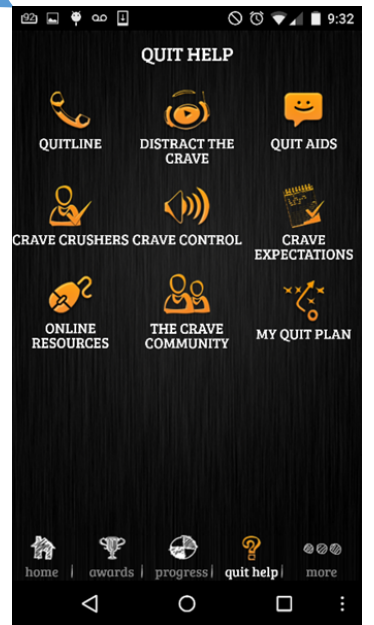 92 9:32
QUIT HELP
QUITLINE
DISTRACT THE
CRAVE
QUIT AIDS
CRAVE CRUSHERS
CRAVE CONTROL
CRAVE
EXPECTATIONS
ONLINE
RESOURCES
THE CRAVE
COMMUNITY
MY QUIT PLAN
home | awards | progress | quit help | more